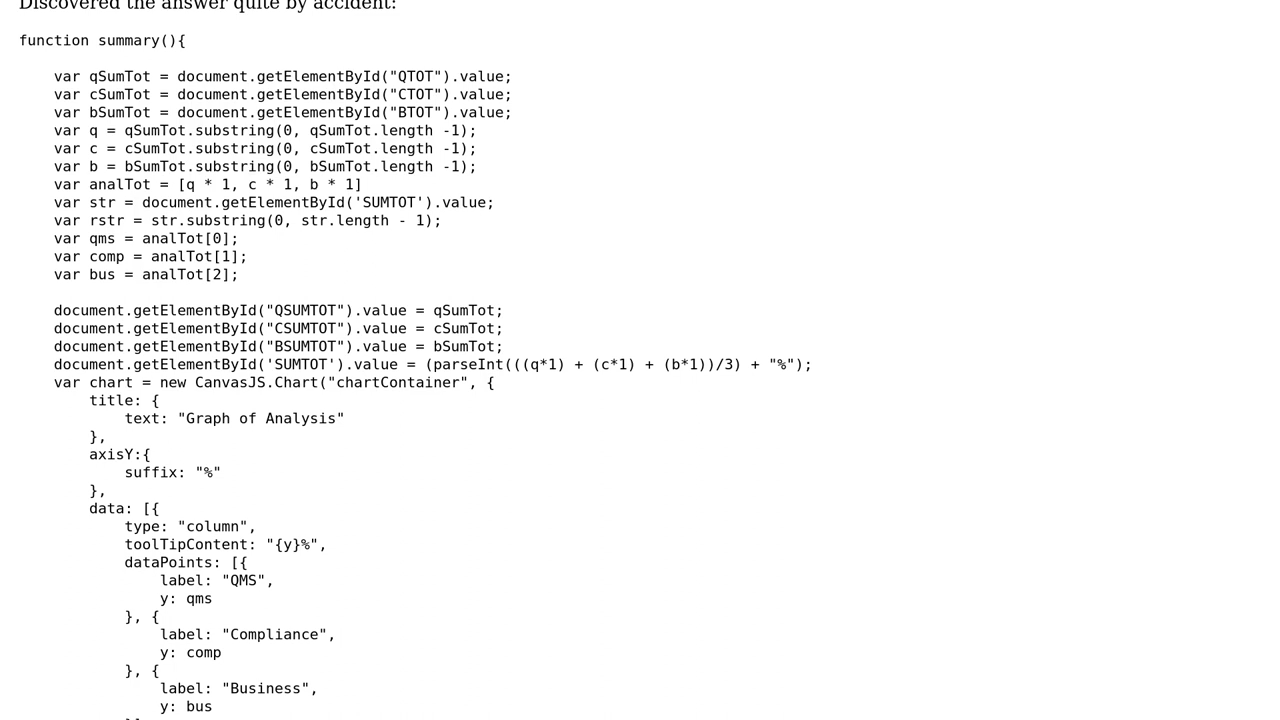 Discovered the answer quite by accident:
function summary(){
    var qSumTot = document.getElementById("QTOT").value;
    var cSumTot = document.getElementById("CTOT").value;
    var bSumTot = document.getElementById("BTOT").value;
    var q = qSumTot.substring(0, qSumTot.length -1);
    var c = cSumTot.substring(0, cSumTot.length -1);
    var b = bSumTot.substring(0, bSumTot.length -1);
    var analTot = [q * 1, c * 1, b * 1]
    var str = document.getElementById('SUMTOT').value;
    var rstr = str.substring(0, str.length - 1);
    var qms = analTot[0];
    var comp = analTot[1];
    var bus = analTot[2];
    document.getElementById("QSUMTOT").value = qSumTot;
    document.getElementById("CSUMTOT").value = cSumTot;
    document.getElementById("BSUMTOT").value = bSumTot;
    document.getElementById('SUMTOT').value = (parseInt(((q*1) + (c*1) + (b*1))/3) + "%");
    var chart = new CanvasJS.Chart("chartContainer", {
        title: {
            text: "Graph of Analysis"
        },
        axisY:{
            suffix: "%"
        },
        data: [{
            type: "column",
            toolTipContent: "{y}%",
            dataPoints: [{
                label: "QMS",
                y: qms
            }, {
                label: "Compliance",
                y: comp
            }, {
                label: "Business",
                y: bus